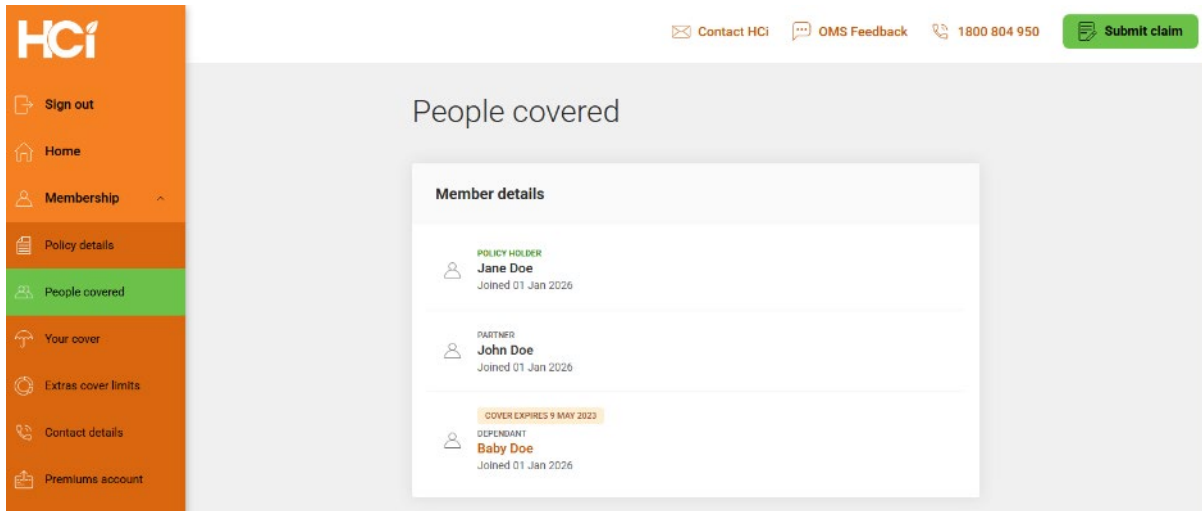 HCi
Contact HCi
OMS Feedback
1800 804 950
Submit claim
Sign out
Home
Membership
Policy details
People covered
Your cover
Extras cover limits
Contact details
Premiums account
People covered
Member details
POLICY HOLDER
Jane Doe
Joined 01 Jan 2026
PARTNER
John Doe
Joined 01 Jan 2026
COVER EXPIRES 9 MAY 2023
DEPENDANT
Baby Doe
Joined 01 Jan 2026